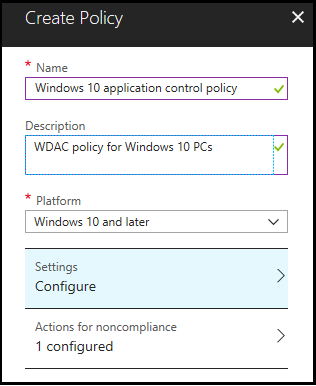 Create Policy
* Name
Windows 10 application control policy
Description
WDAC policy for Windows 10 PCs
* Platform
Windows 10 and later
Settings
Configure
Actions for noncompliance
1 configured